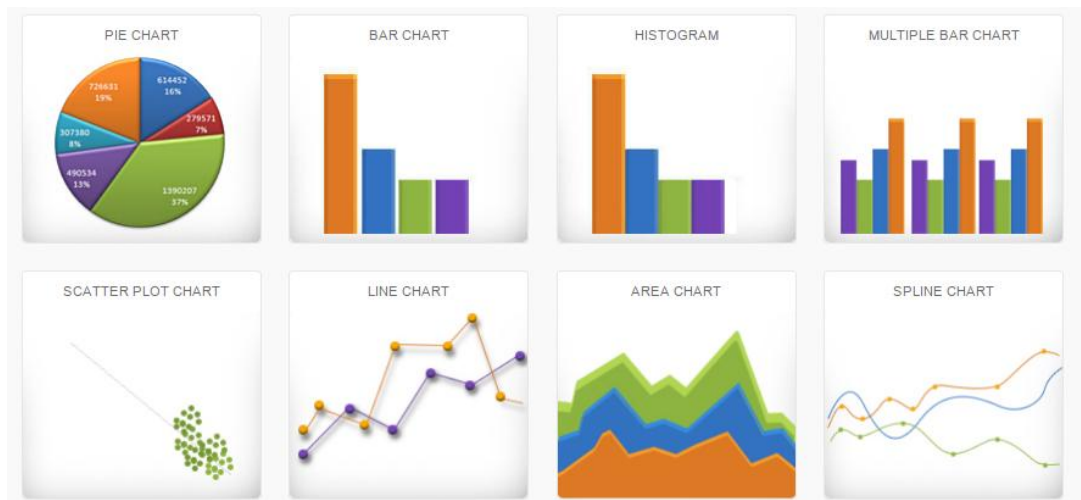 PIE CHART
BAR CHART
HISTOGRAM
MULTIPLE BAR CHART
726631
19%
614452
16%
279571
7%
307380
8%
490534
13%
1390207
37%
SCATTER PLOT CHART
LINE CHART
AREA CHART
SPLINE CHART